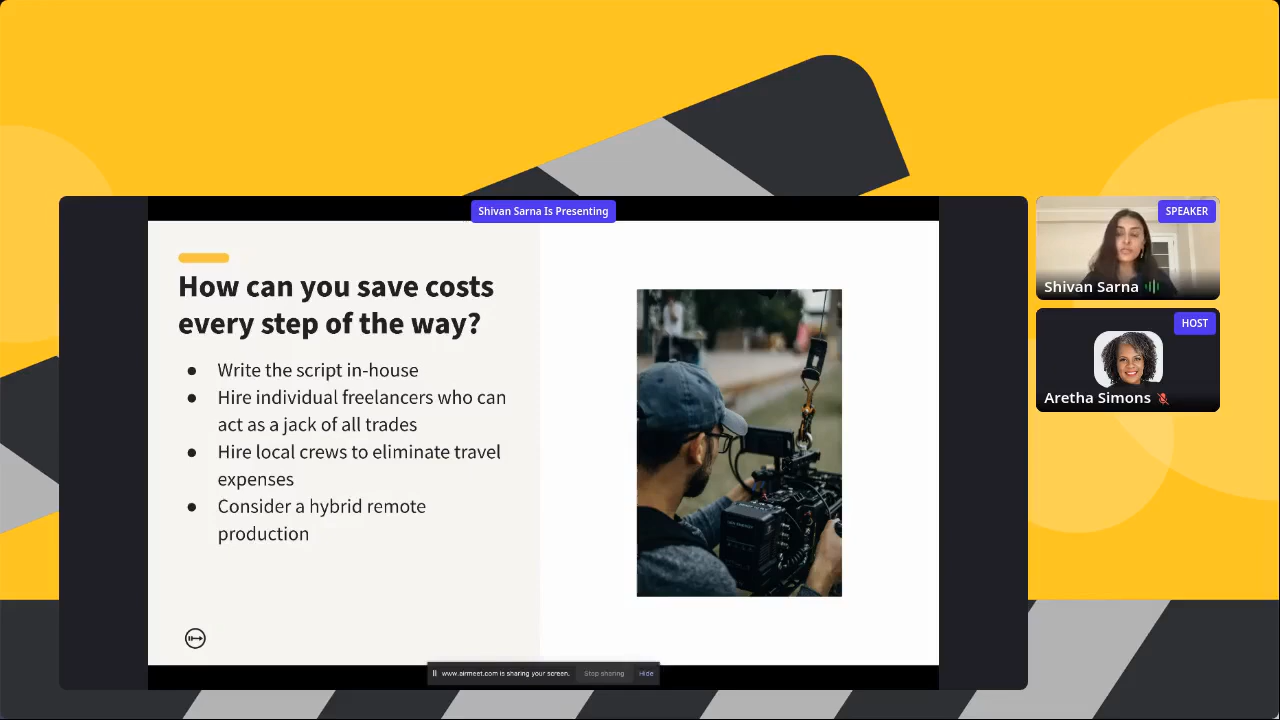 Shivan Sarna Is Presenting
How can you save costs
every step of the way?
● Write the script in-house
● Hire individual freelancers who can
act as a jack of all trades
● Hire local crews to eliminate travel
expenses
● Consider a hybrid remote
production
www.airmeet.com is sharing your screen. Stop sharing Hide
SPEAKER
Shivan Sarna
HOST
Aretha Simons